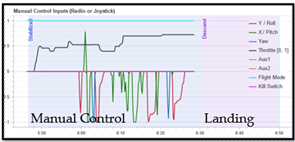 Manual Control Inputs (Radio or Joystick)
Stabilized
Descend
Y / Roll
X / Pitch
Yaw
Throttle [0, 1]
Aux1
Aux2
Flight Mode
Kill Switch
1
0.5
0
-0.5
-1
Manual Control
Landing
5:50
6:00
6:10
6:20
6:30
6:40
6:50